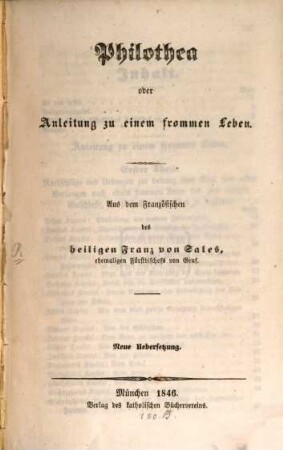 Philothea
oder
Anleitung zu einem frommen Leben.
Aus dem Französischen
des
heiligen Franz von Sales,
ehemaligen Fürstbischofs von Genf.
Neue Uebersetzung.
München 1846.
Verlag des katholischen Büchervereins.